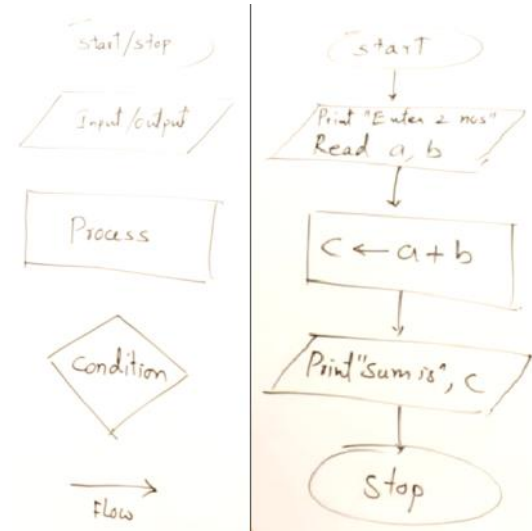 start/stop
Input/output
Process
Condition
Flow
start
Print "Enter 2 nos"
Read a, b
c ← a + b
Print "sum is", c
Stop